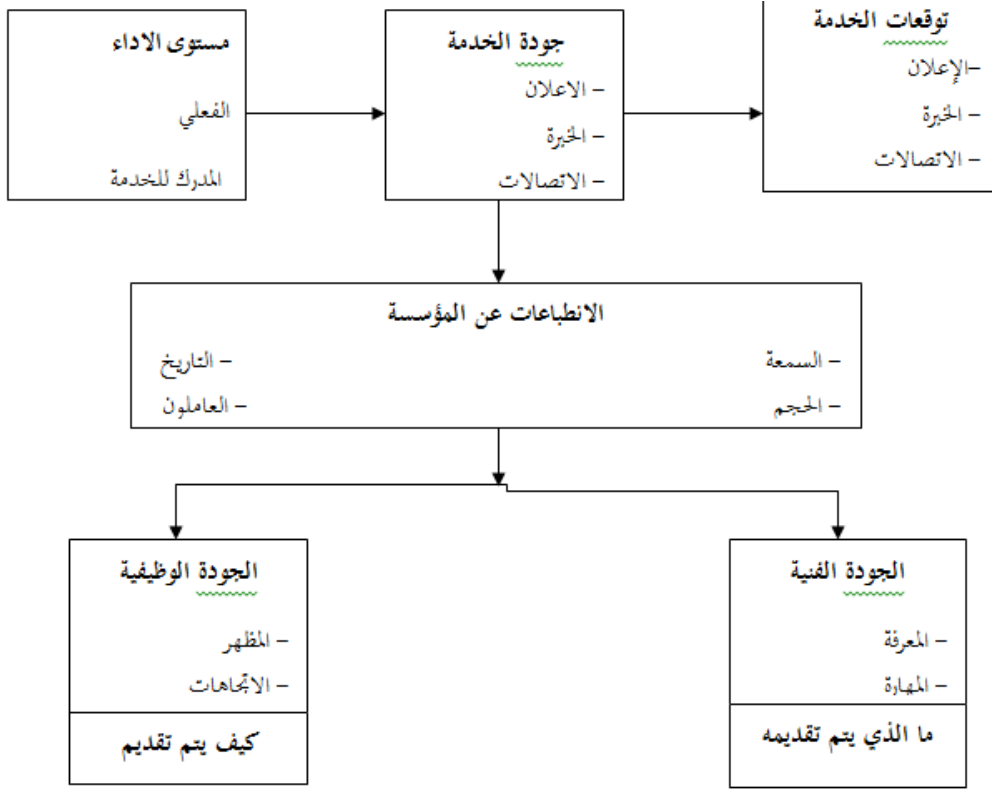 توقعات الخدمة
–الإعلان
– الخبرة
– الاتصالات
جودة الخدمة
– الاعلان
– الخبرة
– الاتصالات
مستوى الاداء
الفعلي
المدرك للخدمة
الانطباعات عن المؤسسة
– السمعة
– التاريخ
– الحجم
– العاملون
الجودة الفنية
– المعرفة
– المهارة
ما الذي يتم تقديمه
الجودة الوظيفية
– المظهر
– الاتجاهات
كيف يتم تقديم